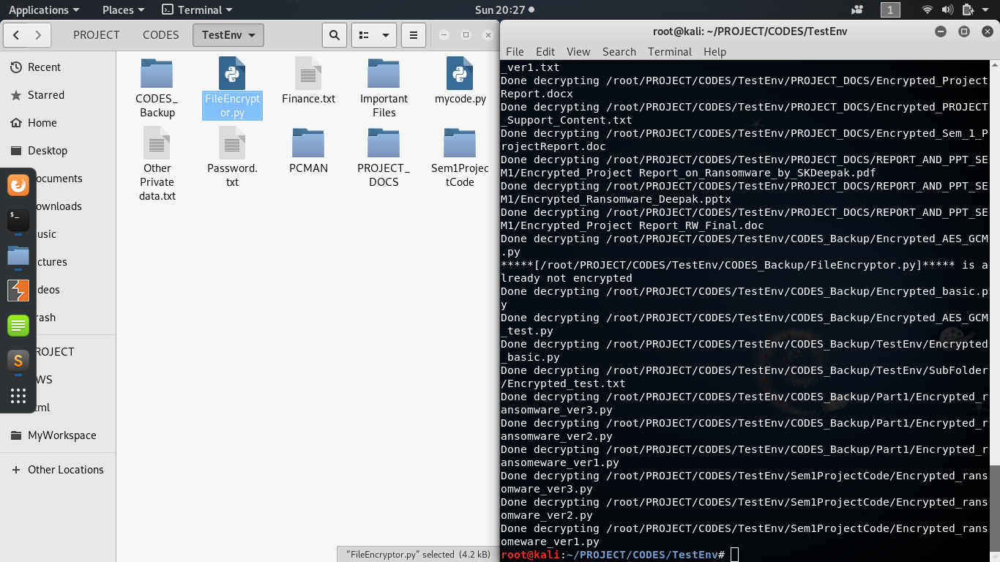 Applications Places Terminal Sun 20:27 1
PROJECT CODES TestEnv
Recent
Starred
Home
Desktop
ocuments
ownloads
usic
ctures
deos
rash
ROJECT
WS
tml
MyWorkspace
+ Other Locations
$_
S
CODES_
Backup
FileEncrypt
or.py
Finance.txt
Important
Files
mycode.py
Other
Private
data.txt
Password.
txt
PCMAN
PROJECT_
DOCS
Sem1Projec
tCode
"FileEncryptor.py" selected (4.2 kB)
root@kali: ~/PROJECT/CODES/TestEnv
File Edit View Search Terminal Help
_ver1.txt
Done decrypting /root/PROJECT/CODES/TestEnv/PROJECT_DOCS/Encrypted_Project
Report.docx
Done decrypting /root/PROJECT/CODES/TestEnv/PROJECT_DOCS/Encrypted_PROJECT
_Support_Content.txt
Done decrypting /root/PROJECT/CODES/TestEnv/PROJECT_DOCS/Encrypted_Sem_1_P
rojectReport.doc
Done decrypting /root/PROJECT/CODES/TestEnv/PROJECT_DOCS/REPORT_AND_PPT_SE
M1/Encrypted_Project Report_on_Ransomware_by_SKDeepak.pdf
Done decrypting /root/PROJECT/CODES/TestEnv/PROJECT_DOCS/REPORT_AND_PPT_SE
M1/Encrypted_Ransomware_Deepak.pptx
Done decrypting /root/PROJECT/CODES/TestEnv/PROJECT_DOCS/REPORT_AND_PPT_SE
M1/Encrypted_Project Report_RW_Final.doc
Done decrypting /root/PROJECT/CODES/TestEnv/CODES_Backup/Encrypted_AES_GCM
.py
*****[/root/PROJECT/CODES/TestEnv/CODES_Backup/FileEncryptor.py]***** is a
lready not encrypted
Done decrypting /root/PROJECT/CODES/TestEnv/CODES_Backup/Encrypted_basic.p
y
Done decrypting /root/PROJECT/CODES/TestEnv/CODES_Backup/Encrypted_AES_GCM
_test.py
Done decrypting /root/PROJECT/CODES/TestEnv/CODES_Backup/TestEnv/Encrypted
_basic.py
Done decrypting /root/PROJECT/CODES/TestEnv/CODES_Backup/TestEnv/SubFolder
/Encrypted_test.txt
Done decrypting /root/PROJECT/CODES/TestEnv/CODES_Backup/Part1/Encrypted_r
ansomware_ver3.py
Done decrypting /root/PROJECT/CODES/TestEnv/CODES_Backup/Part1/Encrypted_r
ansomware_ver2.py
Done decrypting /root/PROJECT/CODES/TestEnv/CODES_Backup/Part1/Encrypted_r
ansomeware_ver1.py
Done decrypting /root/PROJECT/CODES/TestEnv/Sem1ProjectCode/Encrypted_rans
omware_ver3.py
Done decrypting /root/PROJECT/CODES/TestEnv/Sem1ProjectCode/Encrypted_rans
omware_ver2.py
Done decrypting /root/PROJECT/CODES/TestEnv/Sem1ProjectCode/Encrypted_rans
omeware_ver1.py
root@kali:~/PROJECT/CODES/TestEnv#